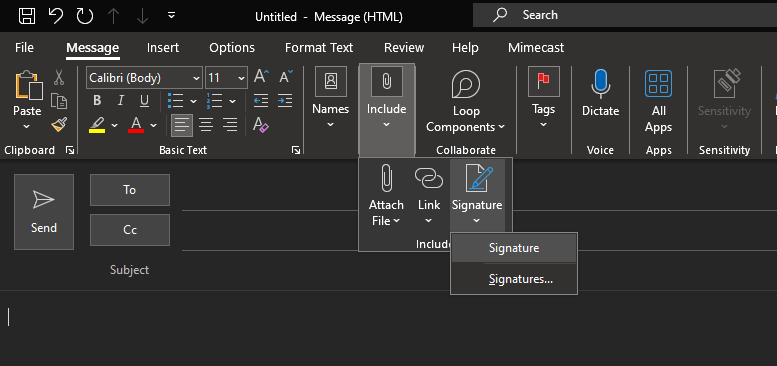 Untitled - Message (HTML)
Search
File Message Insert Options Format Text Review Help Mimecast
Calibri (Body) 11 A A
Paste B I U A A
Names Include Loop Components Tags Dictate All Apps Sensitivity
Clipboard Basic Text Collaborate Voice Apps Sensitivity
Attach File Link Signature
Include
Send To
Cc
Subject
Signature
Signatures...